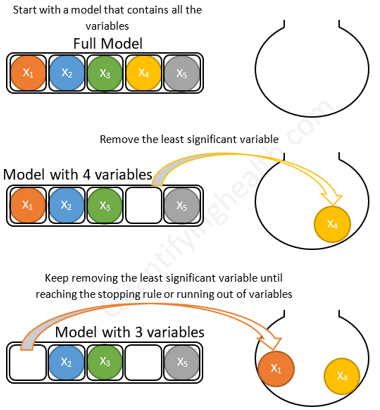 Start with a model that contains all the
variables
Full Model
X₁ X₂ X₃ X₄ X₅
Remove the least significant variable
Model with 4 variables
X₁ X₂ X₃ X₅
X₄
Keep removing the least significant variable until
reaching the stopping rule or running out of variables
Model with 3 variables
X₂ X₃ X₅
X₁ X₄